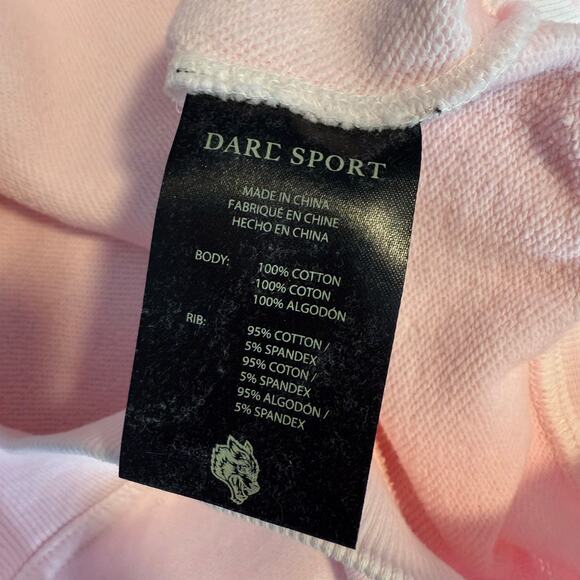 DARE SPORT
MADE IN CHINA
FABRIQUÉ EN CHINE
HECHO EN CHINA
BODY: 100% COTTON
100% COTON
100% ALGODÓN
RIB: 95% COTTON /
5% SPANDEX
95% COTON /
5% SPANDEX
95% ALGODÓN /
5% SPANDEX